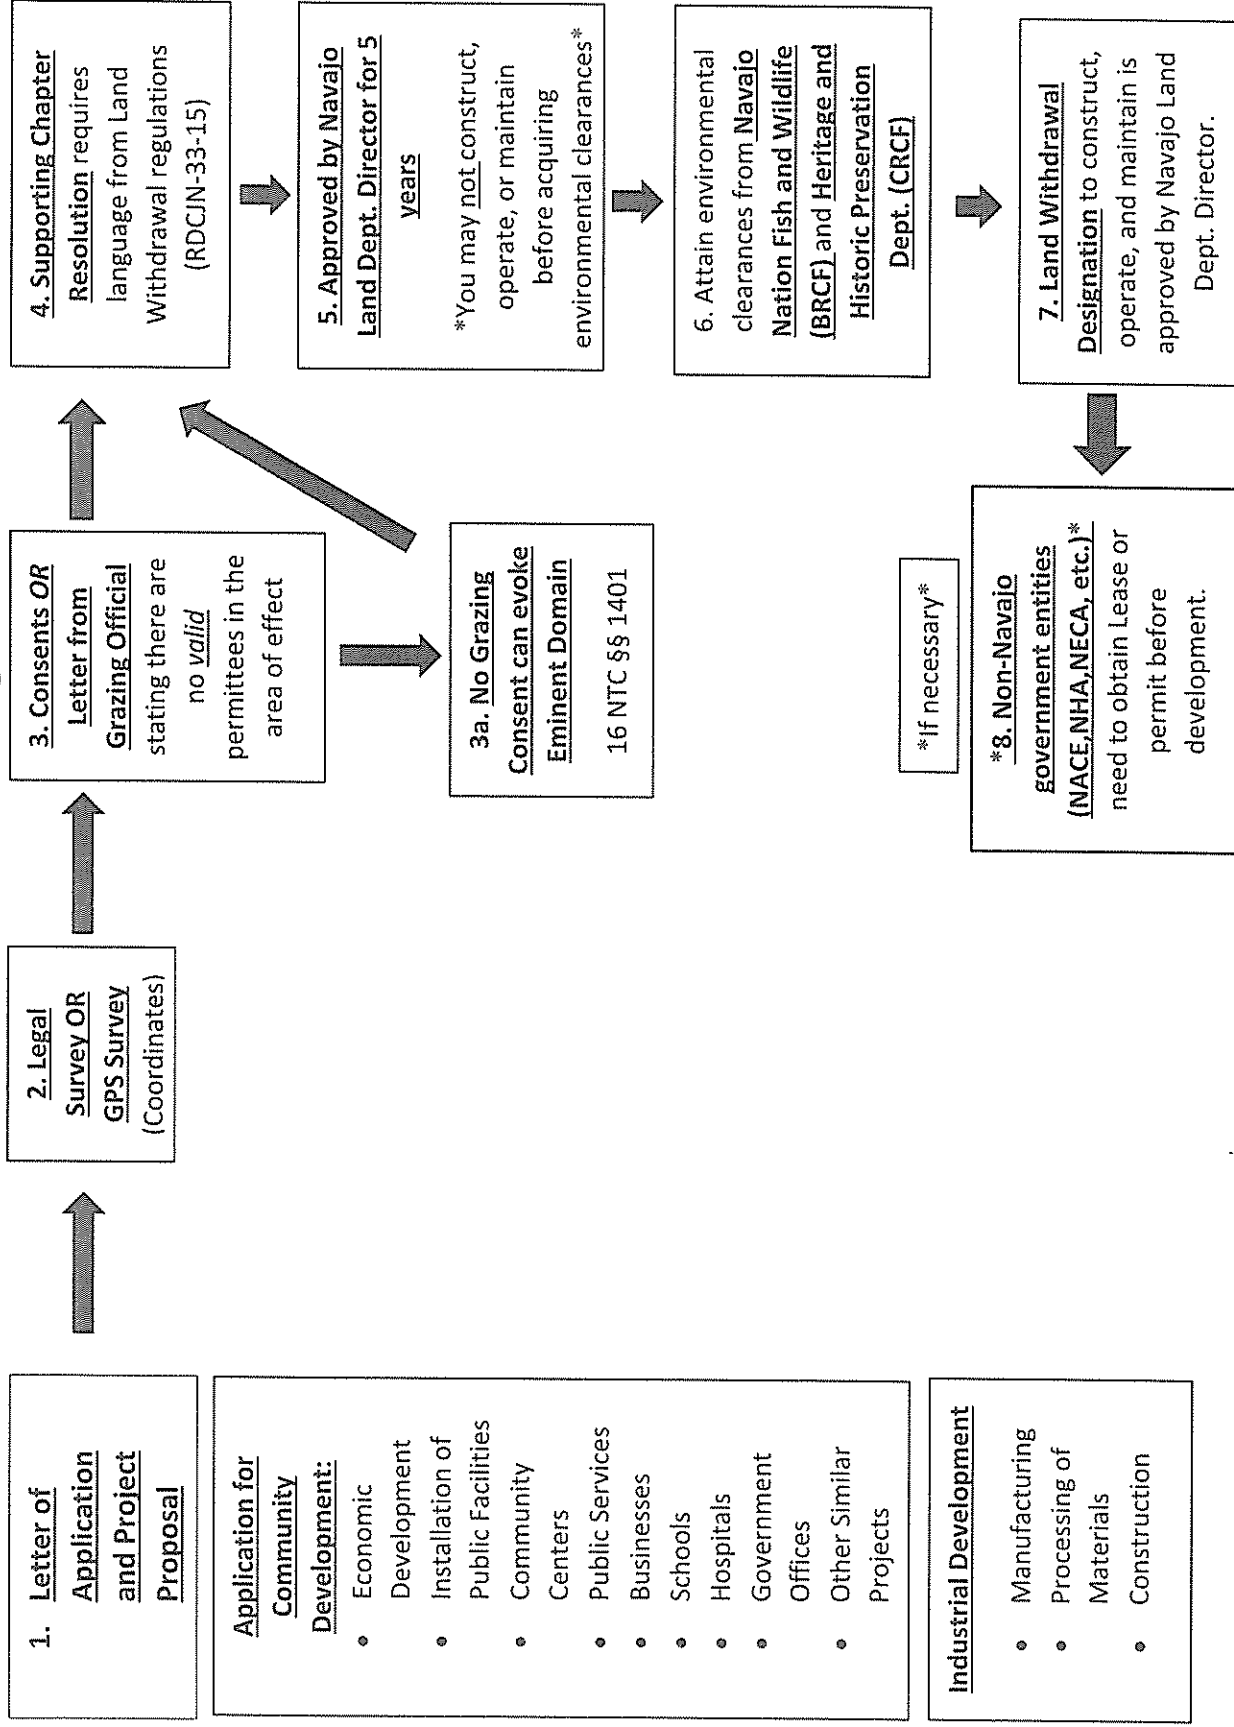 1. Letter of
Application
and Project
Proposal
Application for
Community
Development:
• Economic
Development
• Installation of
Public Facilities
• Community
Centers
• Public Services
• Businesses
• Schools
• Hospitals
• Government
Offices
• Other Similar
Projects
Industrial Development
• Manufacturing
• Processing of
Materials
• Construction
2. Legal
Survey OR
GPS Survey
(Coordinates)
3. Consents OR
Letter from
Grazing Official
stating there are
no valid
permittees in the
area of effect
3a. No Grazing
Consent can evoke
Eminent Domain
16 NTC §§ 1401
4. Supporting Chapter
Resolution requires
language from Land
Withdrawal regulations
(RDCJN-33-15)
5. Approved by Navajo
Land Dept. Director for 5
years
*You may not construct,
operate, or maintain
before acquiring
environmental clearances*
6. Attain environmental
clearances from Navajo
Nation Fish and Wildlife
(BRCF) and Heritage and
Historic Preservation
Dept. (CRCF)
7. Land Withdrawal
Designation to construct,
operate, and maintain is
approved by Navajo Land
Dept. Director.
*If necessary*
*8. Non-Navajo
government entities
(NACE,NHA,NECA, etc.)*
need to obtain Lease or
permit before
development.